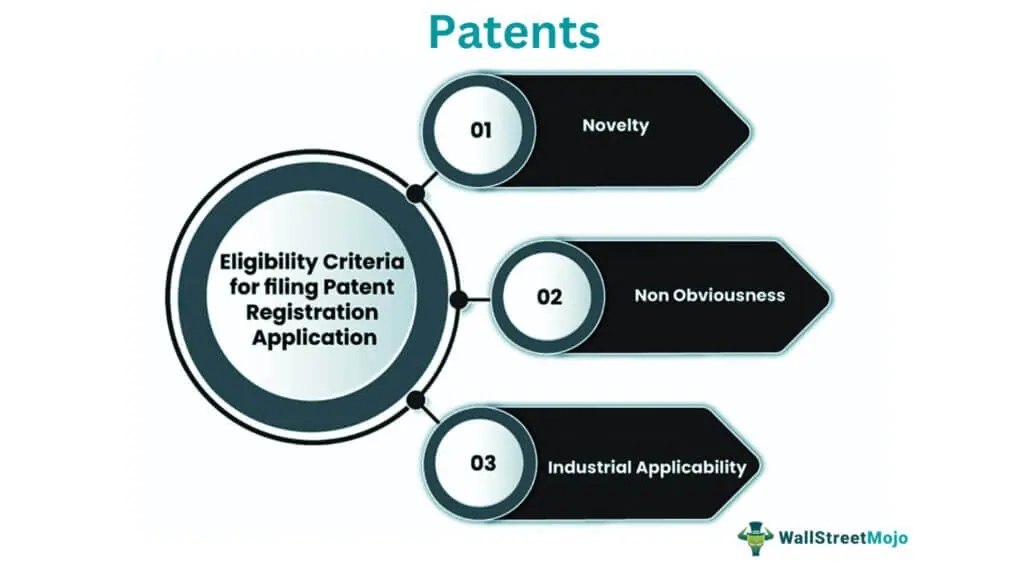 Patents
01
Novelty
Eligibility Criteria
for filing Patent
Registration
Application
02
Non Obviousness
03
Industrial Applicability
WallStreetMojo